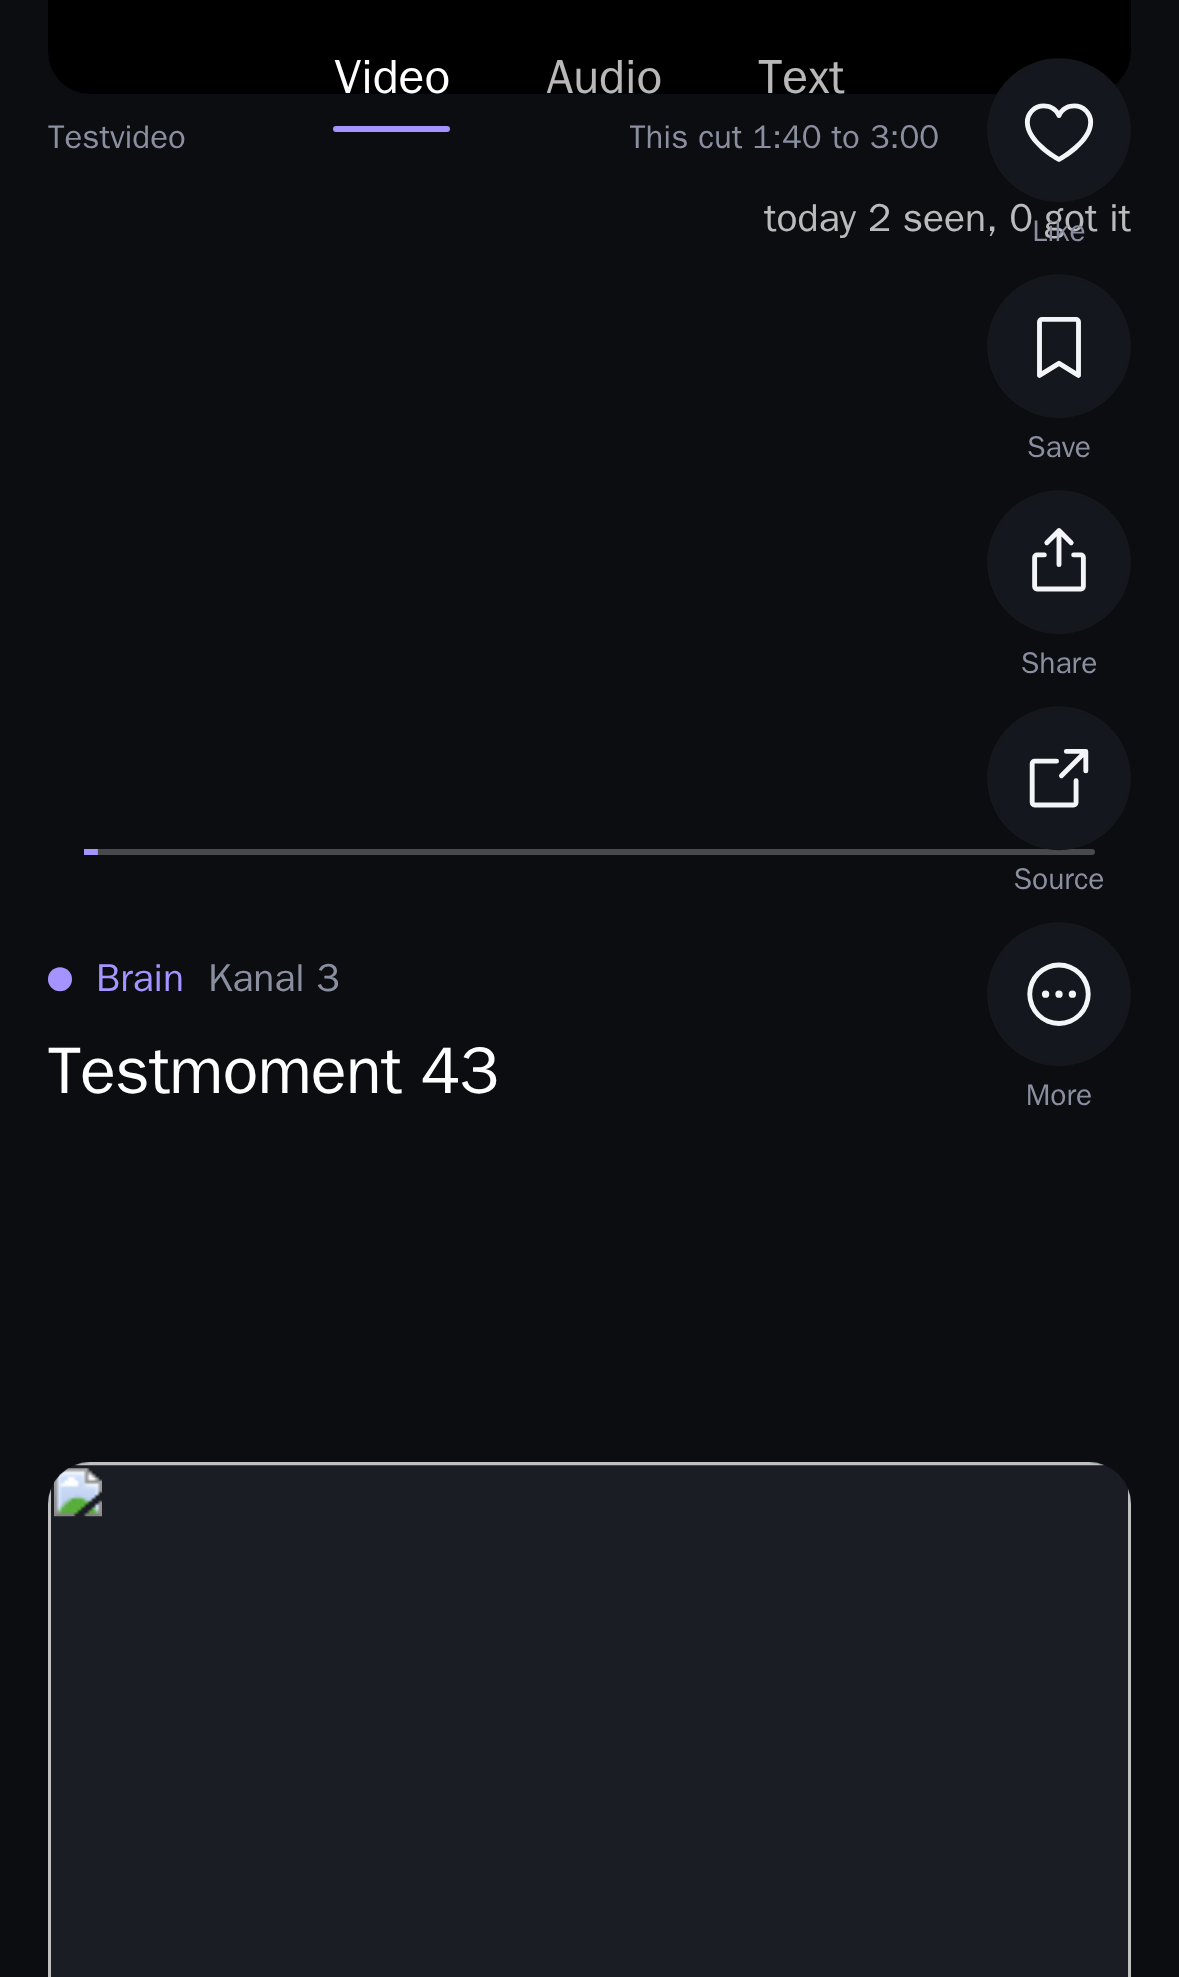 Video Audio Text
Testvideo This cut 1:40 to 3:00
today 2 seen, 0 got it
Like
Save
Share
Source
Brain Kanal 3
Testmoment 43
More